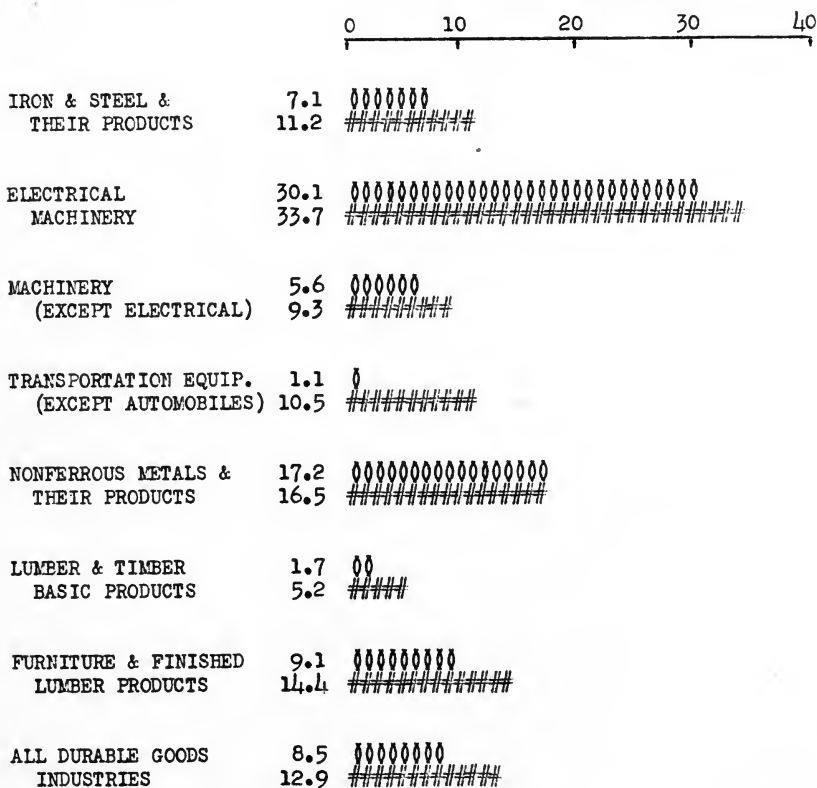 0 10 20 30 40
IRON & STEEL & 7.1
THEIR PRODUCTS 11.2
ELECTRICAL 30.1
MACHINERY 33.7
MACHINERY 5.6
(EXCEPT ELECTRICAL) 9.3
TRANSPORTATION EQUIP. 1.1
(EXCEPT AUTOMOBILES) 10.5
NONFERROUS METALS & 17.2
THEIR PRODUCTS 16.5
LUMBER & TIMBER 1.7
BASIC PRODUCTS 5.2
FURNITURE & FINISHED 9.1
LUMBER PRODUCTS 14.4
ALL DURABLE GOODS 8.5
INDUSTRIES 12.9